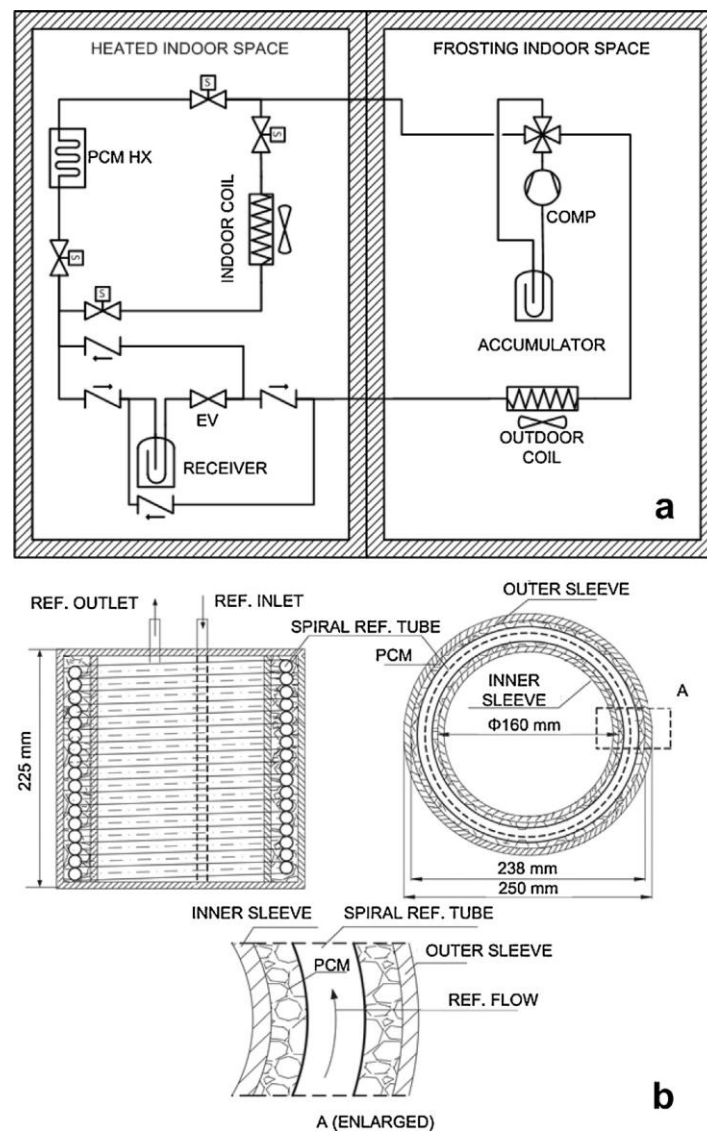 HEATED INDOOR SPACE
FROSTING INDOOR SPACE
S
S
PCM HX
INDOOR COIL
COMP
S
S
ACCUMULATOR
EV
RECEIVER
OUTDOOR
COIL
a
REF. OUTLET
REF. INLET
OUTER SLEEVE
SPIRAL REF. TUBE
PCM
INNER
SLEEVE
A
Φ160 mm
225 mm
238 mm
250 mm
INNER SLEEVE
SPIRAL REF. TUBE
OUTER SLEEVE
PCM
REF. FLOW
A (ENLARGED)
b